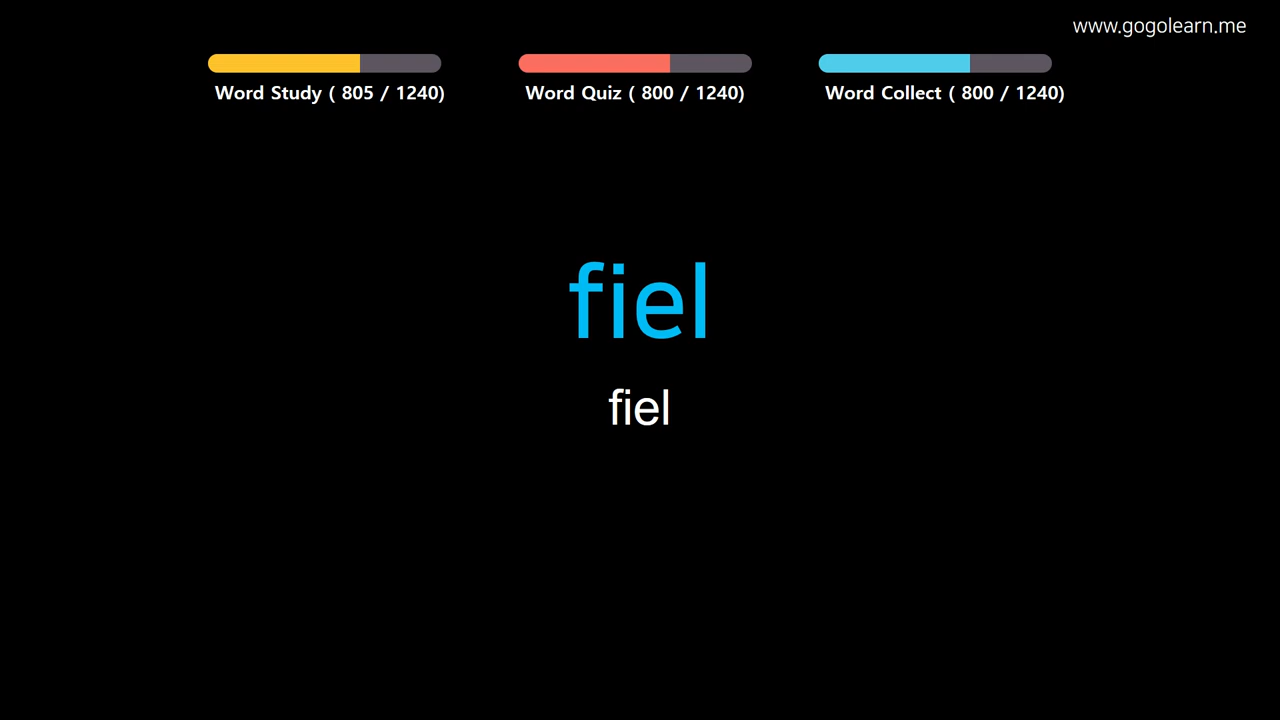 www.gogolearn.me
Word Study ( 805 / 1240)
Word Quiz ( 800 / 1240)
Word Collect ( 800 / 1240)
fiel
fiel